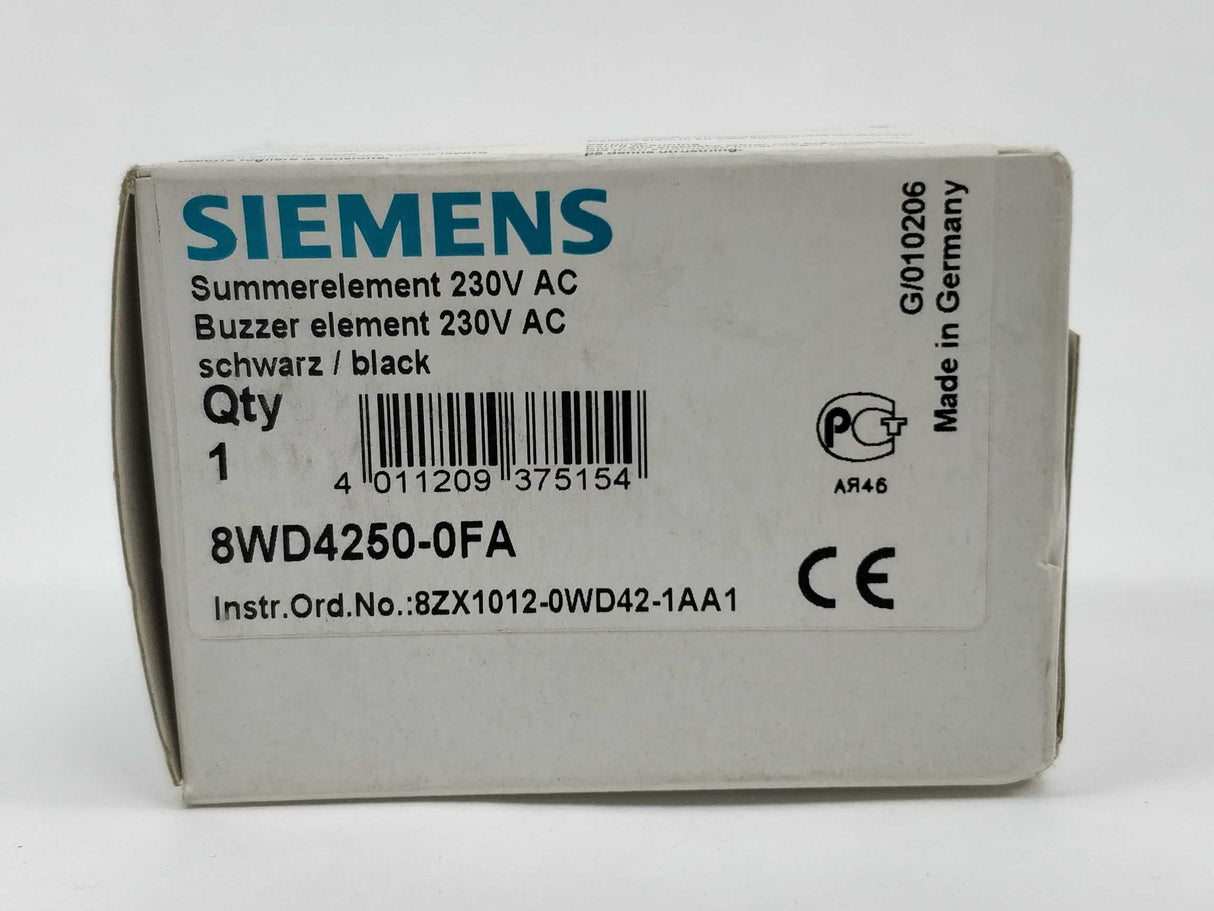 SIEMENS
Summerelement 230V AC
Buzzer element 230V AC
schwarz / black
Qty
1
4 011209 375154
8WD4250-0FA
Instr.Ord.No.:8ZX1012-0WD42-1AA1
G/010206
Made in Germany
РСТ
АЯ46
CE